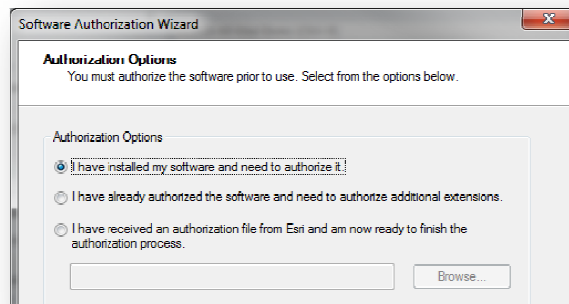 Software Authorization Wizard
Authorization Options
You must authorize the software prior to use. Select from the options below.
Authorization Options
I have installed my software and need to authorize it.
I have already authorized the software and need to authorize additional extensions.
I have received an authorization file from Esri and am now ready to finish the
authorization process.
Browse...